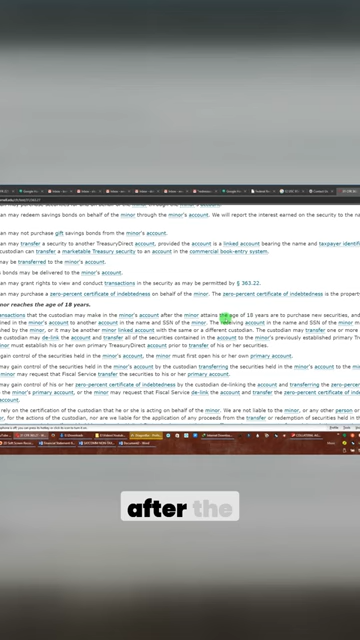 an may redeem savings bonds on behalf of the minor through the minor's account. We will report the interest earned on the security to the na
an may not purchase gift savings bonds from the minor's account.
an may transfer a security to another TreasuryDirect account, provided the account is a linked account bearing the name and taxpayer identifi
custodian can transfer a marketable Treasury security to an account in the commercial book-entry system.
may be transferred to the minor's account.
bonds may be delivered to the minor's account.
an may grant rights to view and conduct transactions in the security as may be permitted by § 363.22.
an may purchase a zero-percent certificate of indebtedness on behalf of the minor. The zero-percent certificate of indebtedness is the propert
nor reaches the age of 18 years.
nsactions that the custodian may make in the minor's account after the minor attains the age of 18 years are to purchase new securities, and
ined in the minor's account to another account in the name and SSN of the minor. The receiving account in the name and SSN of the minor m
shed by the minor, or it may be another linked account with the same or a different custodian. The custodian may transfer one or more
e custodian may de-link the account and transfer all of the securities contained in the account to the minor's previously established primary Tre
nor must establish his or her own primary TreasuryDirect account prior to transfer of his or her securities.
gain control of the securities held in the minor's account, the minor must first open his or her own primary account.
may gain control of the securities held in the minor's account by the custodian transferring the securities held in the minor's account to the mi
minor may request that Fiscal Service transfer the securities to his or her primary account.
may gain control of his or her zero-percent certificate of indebtedness by the custodian de-linking the account and transferring the zero-percent
e minor's primary account, or the minor may request that Fiscal Service de-link the account and transfer the zero-percent certificate of indebted
account.
rely on the certification of the custodian that he or she is acting on behalf of the minor. We are not liable to the minor, or any other person o
for the actions of the custodian, nor are we liable for the application of any proceeds from the transfer or redemption of securities held in th
after the